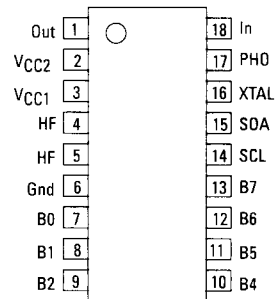 Out 1 18 In
VCC2 2 17 PHO
VCC1 3 16 XTAL
HF 4 15 SOA
HF 5 14 SCL
Gnd 6 13 B7
B0 7 12 B6
B1 8 11 B5
B2 9 10 B4